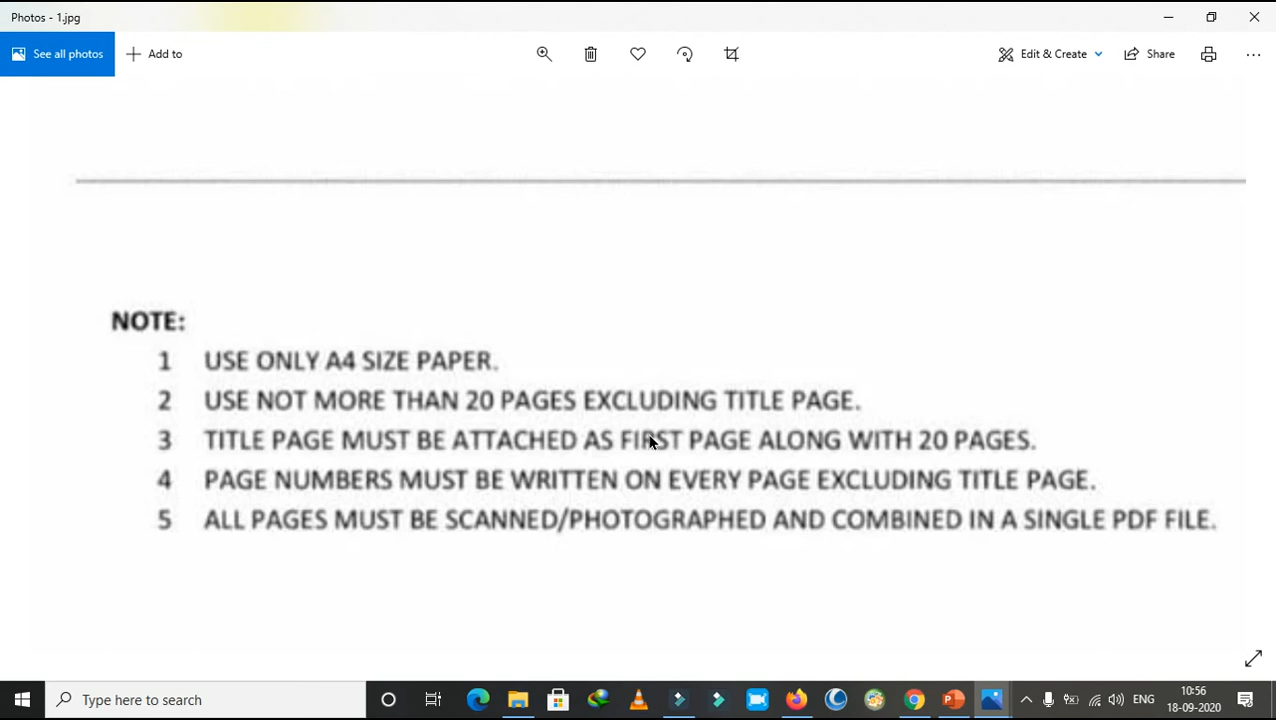 Photos - 1.jpg
See all photos
Add to
Edit & Create
Share
NOTE:
1 USE ONLY A4 SIZE PAPER.
2 USE NOT MORE THAN 20 PAGES EXCLUDING TITLE PAGE.
3 TITLE PAGE MUST BE ATTACHED AS FIRST PAGE ALONG WITH 20 PAGES.
4 PAGE NUMBERS MUST BE WRITTEN ON EVERY PAGE EXCLUDING TITLE PAGE.
5 ALL PAGES MUST BE SCANNED/PHOTOGRAPHED AND COMBINED IN A SINGLE PDF FILE.
Type here to search
ENG
10:56
18-09-2020